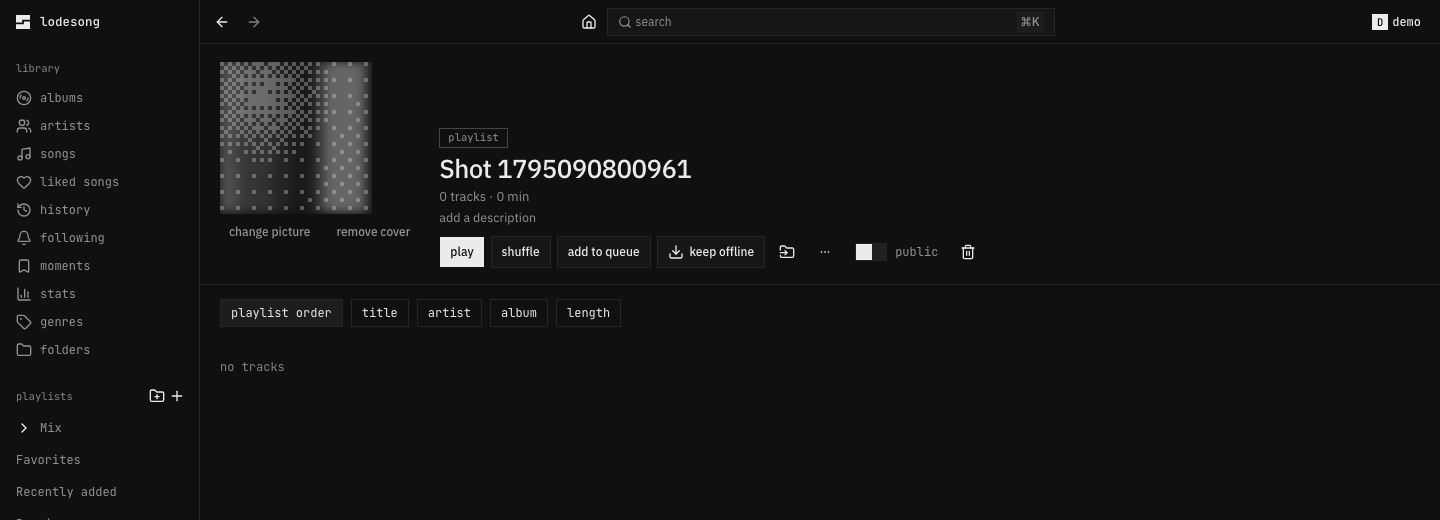 lodesong
search
⌘K
D
demo
library
albums
artists
songs
liked songs
history
following
moments
stats
genres
folders
playlists
Mix
Favorites
Recently added
playlist
Shot 1795090800961
0 tracks · 0 min
add a description
change picture
remove cover
play
shuffle
add to queue
keep offline
public
playlist order
title
artist
album
length
no tracks